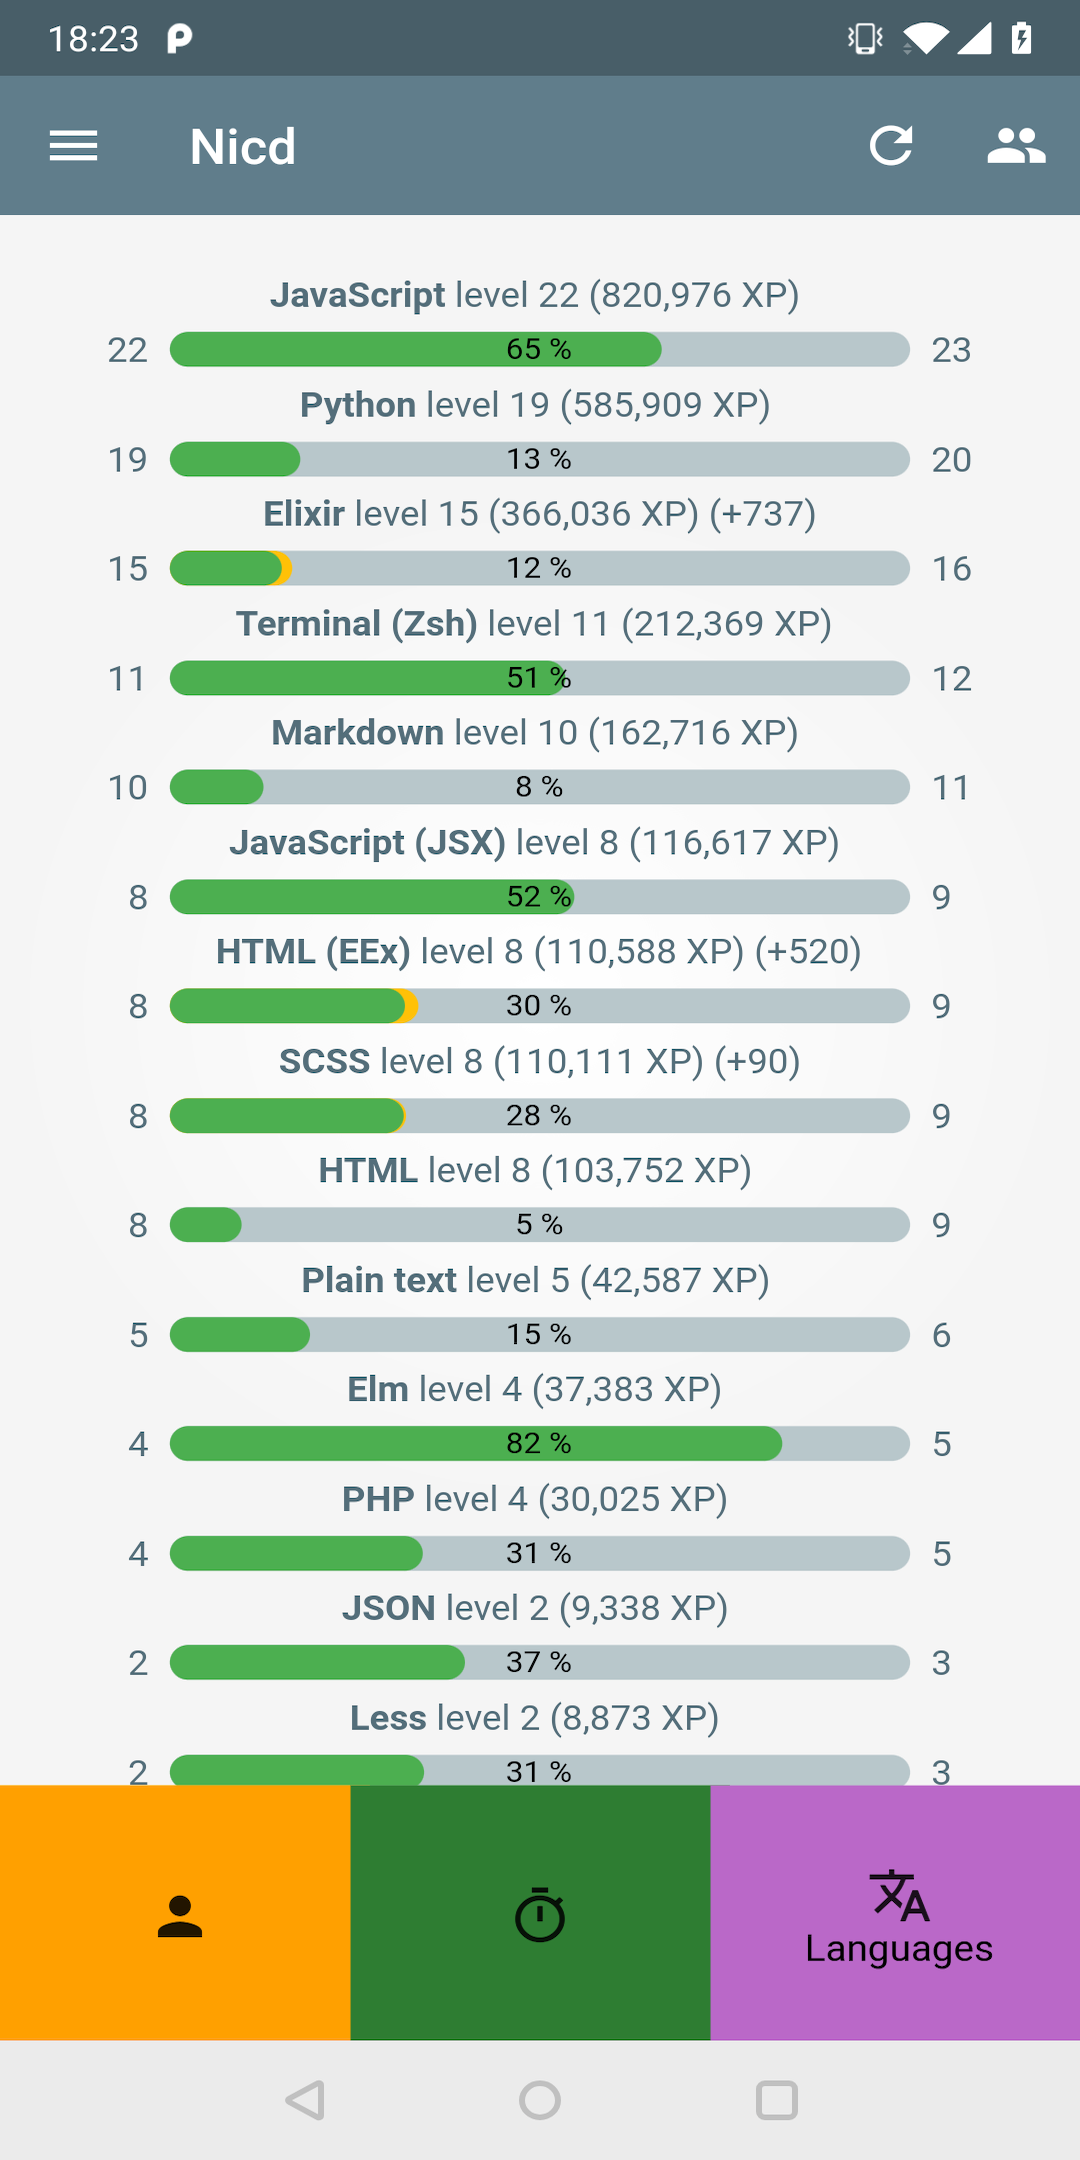 18:23
Nicd
JavaScript level 22 (820,976 XP)
22 65 % 23
Python level 19 (585,909 XP)
19 13 % 20
Elixir level 15 (366,036 XP) (+737)
15 12 % 16
Terminal (Zsh) level 11 (212,369 XP)
11 51 % 12
Markdown level 10 (162,716 XP)
10 8 % 11
JavaScript (JSX) level 8 (116,617 XP)
8 52 % 9
HTML (EEx) level 8 (110,588 XP) (+520)
8 30 % 9
SCSS level 8 (110,111 XP) (+90)
8 28 % 9
HTML level 8 (103,752 XP)
8 5 % 9
Plain text level 5 (42,587 XP)
5 15 % 6
Elm level 4 (37,383 XP)
4 82 % 5
PHP level 4 (30,025 XP)
4 31 % 5
JSON level 2 (9,338 XP)
2 37 % 3
Less level 2 (8,873 XP)
2 31 % 3
Languages